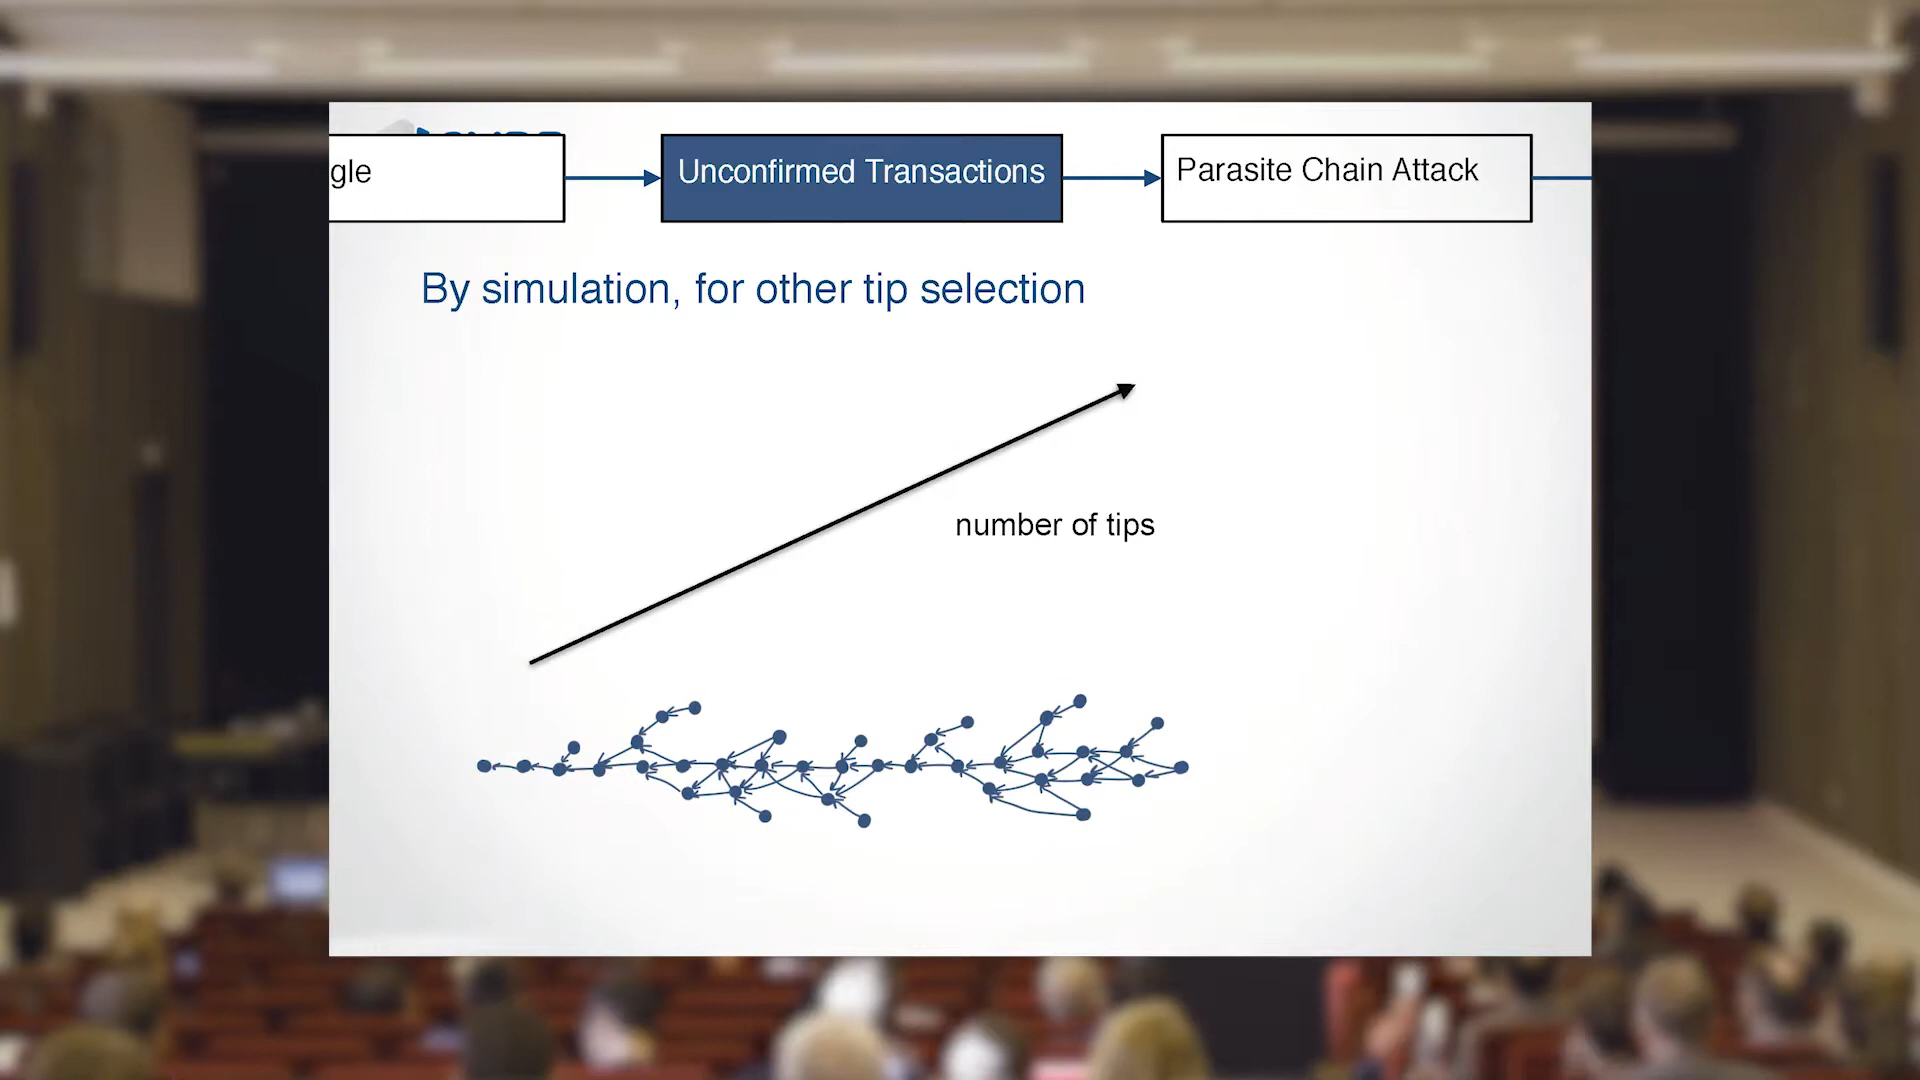 gle
Unconfirmed Transactions
Parasite Chain Attack
By simulation, for other tip selection
number of tips